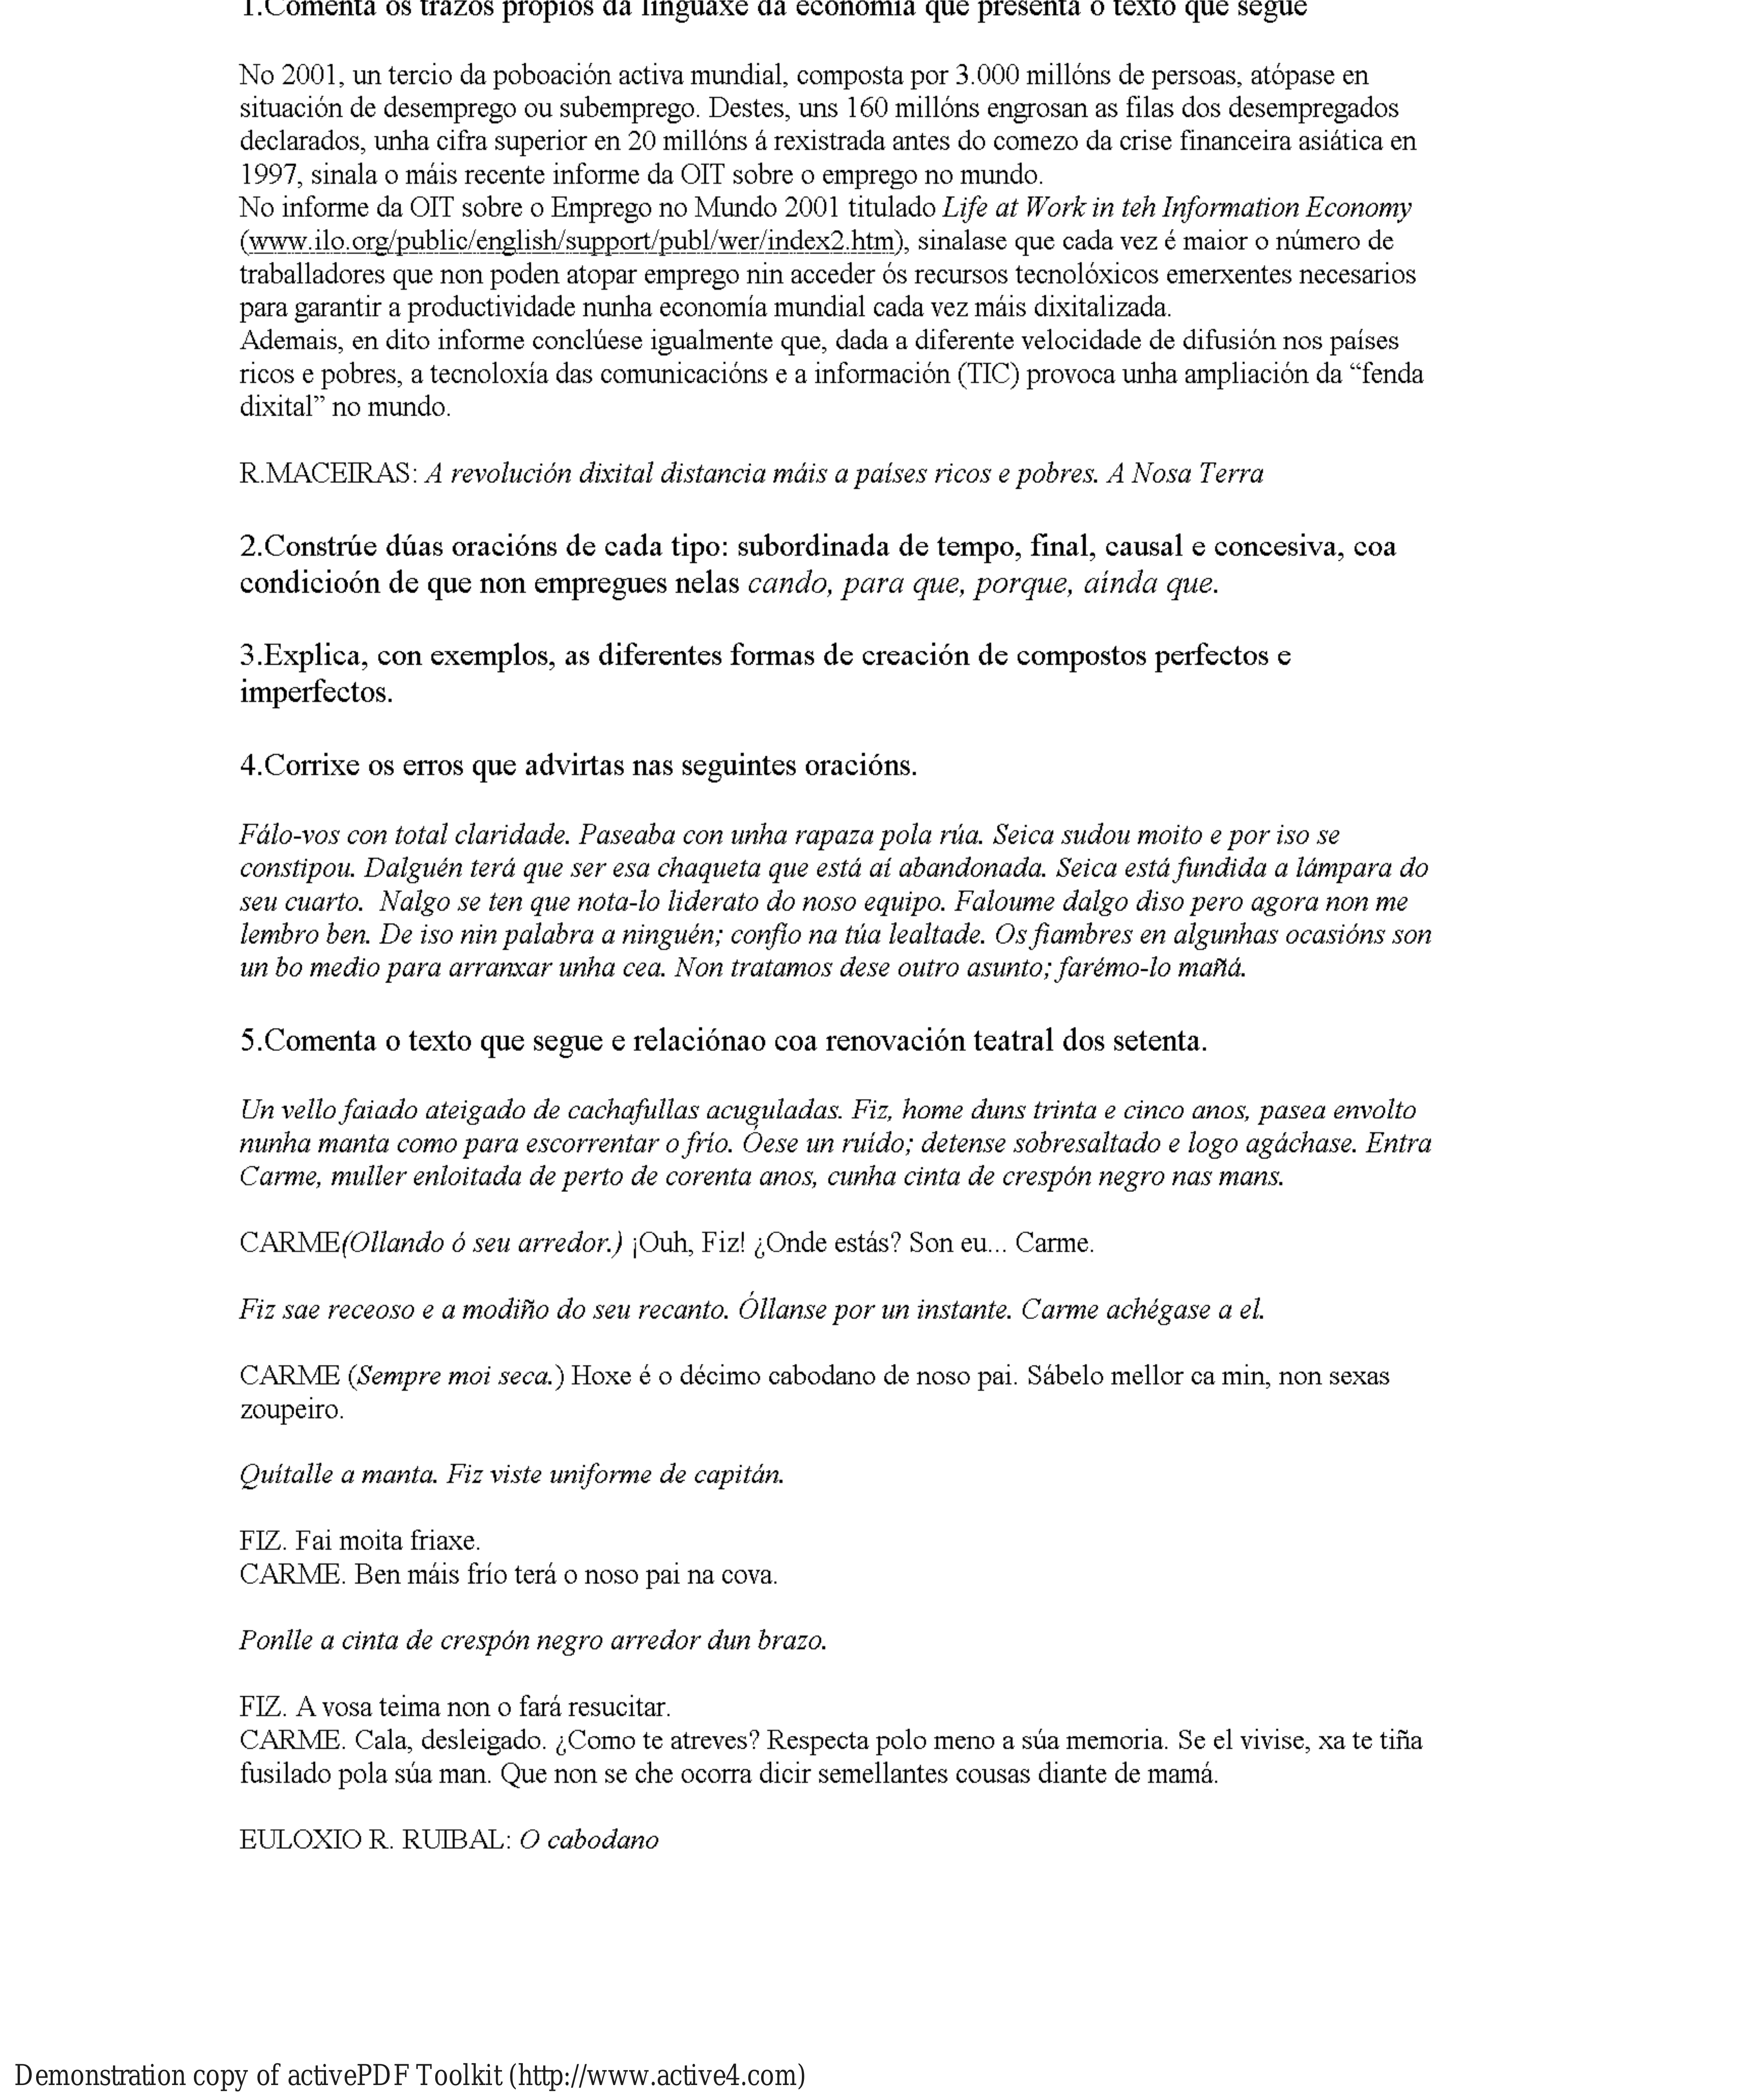 1.Comenta os trazos propios da linguaxe da economía que presenta o texto que segue
No 2001, un tercio da poboación activa mundial, composta por 3.000 millóns de persoas, atópase en
situación de desemprego ou subemprego. Destes, uns 160 millóns engrosan as filas dos desempregados
declarados, unha cifra superior en 20 millóns á rexistrada antes do comezo da crise financeira asiática en
1997, sinala o máis recente informe da OIT sobre o emprego no mundo.
No informe da OIT sobre o Emprego no Mundo 2001 titulado Life at Work in teh Information Economy
(www.ilo.org/public/english/support/publ/wer/index2.htm), sinalase que cada vez é maior o número de
traballadores que non poden atopar emprego nin acceder ós recursos tecnolóxicos emerxentes necesarios
para garantir a productividade nunha economía mundial cada vez máis dixitalizada.
Ademais, en dito informe conclúese igualmente que, dada a diferente velocidade de difusión nos países
ricos e pobres, a tecnoloxía das comunicacións e a información (TIC) provoca unha ampliación da “fenda
dixital” no mundo.
R.MACEIRAS: A revolución dixital distancia máis a países ricos e pobres. A Nosa Terra
2.Constrúe dúas oracións de cada tipo: subordinada de tempo, final, causal e concesiva, coa
condicioón de que non empregues nelas cando, para que, porque, aínda que.
3.Explica, con exemplos, as diferentes formas de creación de compostos perfectos e
imperfectos.
4.Corrixe os erros que advirtas nas seguintes oracións.
Fálo-vos con total claridade. Paseaba con unha rapaza pola rúa. Seica sudou moito e por iso se
constipou. Dalguén terá que ser esa chaqueta que está aí abandonada. Seica está fundida a lámpara do
seu cuarto. Nalgo se ten que nota-lo liderato do noso equipo. Faloume dalgo diso pero agora non me
lembro ben. De iso nin palabra a ninguén; confío na túa lealtade. Os fiambres en algunhas ocasións son
un bo medio para arranxar unha cea. Non tratamos dese outro asunto; farémo-lo mañá.
5.Comenta o texto que segue e relaciónao coa renovación teatral dos setenta.
Un vello faiado ateigado de cachafullas acuguladas. Fiz, home duns trinta e cinco anos, pasea envolto
nunha manta como para escorrentar o frío. Óese un ruído; detense sobresaltado e logo agáchase. Entra
Carme, muller enloitada de perto de corenta anos, cunha cinta de crespón negro nas mans.
CARME(Ollando ó seu arredor.) ¡Ouh, Fiz! ¿Onde estás? Son eu... Carme.
Fiz sae receoso e a modiño do seu recanto. Óllanse por un instante. Carme achégase a el.
CARME (Sempre moi seca.) Hoxe é o décimo cabodano de noso pai. Sábelo mellor ca min, non sexas
zoupeiro.
Quítalle a manta. Fiz viste uniforme de capitán.
FIZ. Fai moita friaxe.
CARME. Ben máis frío terá o noso pai na cova.
Ponlle a cinta de crespón negro arredor dun brazo.
FIZ. A vosa teima non o fará resucitar.
CARME. Cala, desleigado. ¿Como te atreves? Respecta polo meno a súa memoria. Se el vivise, xa te tiña
fusilado pola súa man. Que non se che ocorra dicir semellantes cousas diante de mamá.
EULOXIO R. RUIBAL: O cabodano
Demonstration copy of activePDF Toolkit (http://www.active4.com)